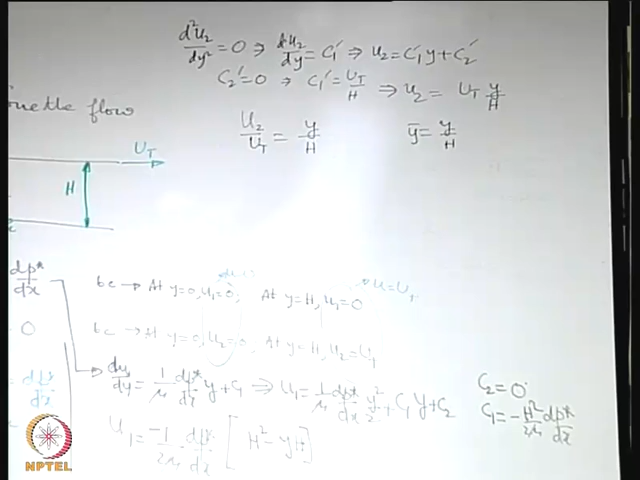 d²u₂/dy² = 0 ⇒ du₂/dy = C₁′ ⇒ u₂ = C₁′y + C₂′
C₂′ = 0 ⇒ C₁′ = U_T/H ⇒ u₂ = U_T y/H
flow
u₂/U_T = y/H ȳ = y/H
U_T
H
dp*/dx
bc → At y=0, u₁=0, At y=H, u₁=0
u=U_T
0
bc → At y=0, u₂=0, At y=H, u₂=U_T
du₁/dy = 1/μ dp*/dx y + C₁ ⇒ u₁ = 1/μ dp*/dx y²/2 + C₁y + C₂
C₂ = 0
C₁ = -H²/2μ dp*/dx
u₁ = -1/2μ dp*/dx [H² - yH]
NPTEL